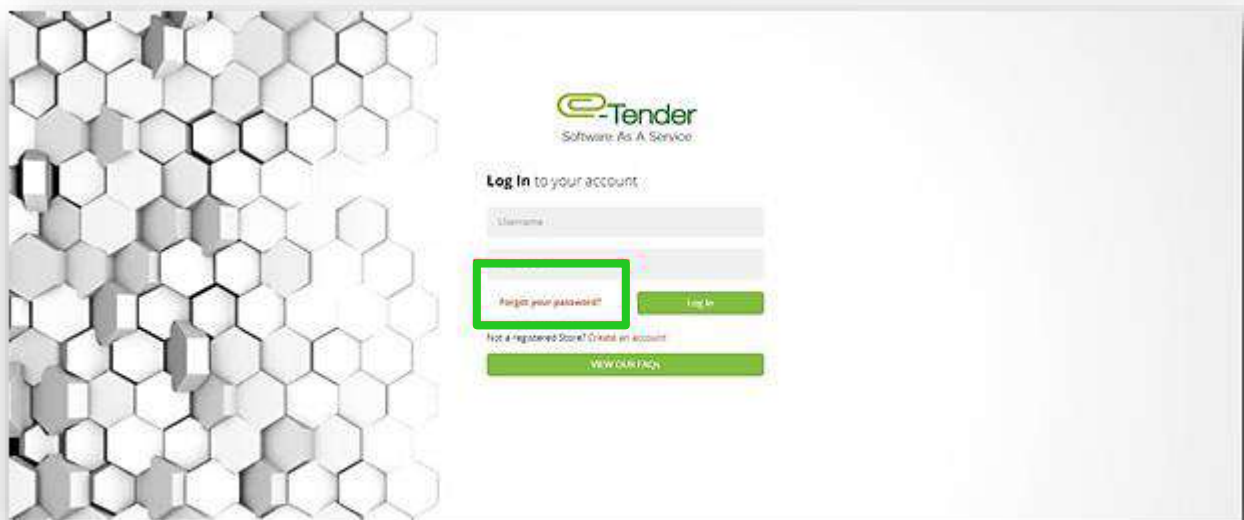 e-Tender
Software As A Service
Log In to your account
Username
Forgot your password?
Log In
Not a registered Store? Create an account
VIEW OUR FAQs